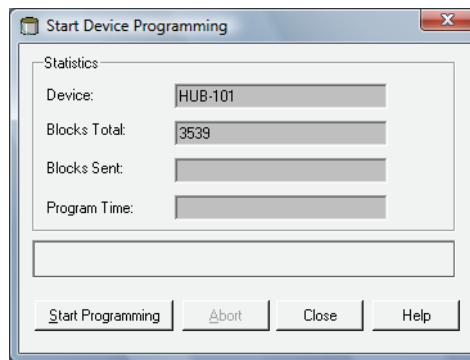 Start Device Programming
Statistics
Device: HUB-101
Blocks Total: 3539
Blocks Sent:
Program Time:
Start Programming Abort Close Help